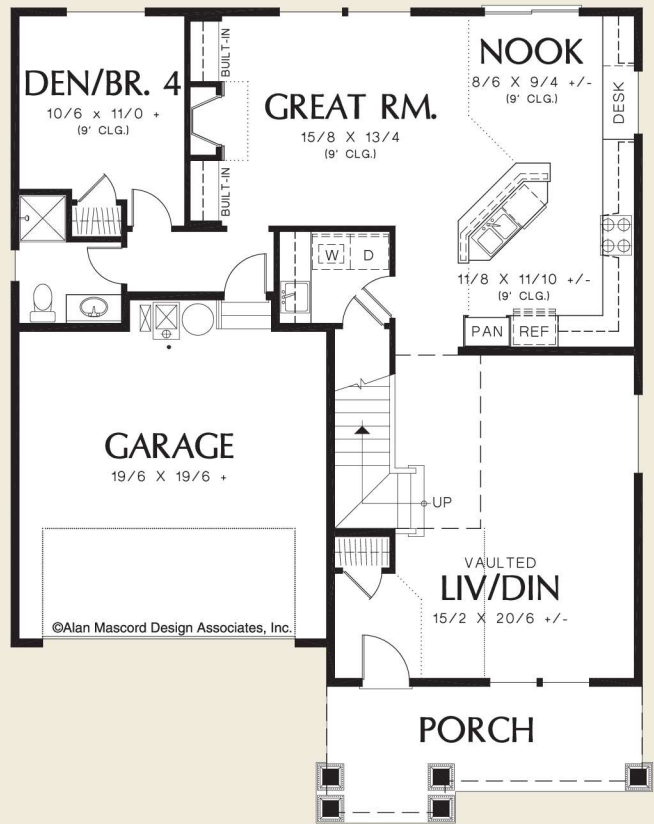 DEN/BR. 4
10/6 x 11/0 +
(9' CLG.)
BUILT-IN
BUILT-IN
GREAT RM.
15/8 X 13/4
(9' CLG.)
NOOK
8/6 X 9/4 +/-
(9' CLG.)
DESK
W D
11/8 X 11/10 +/-
(9' CLG.)
PAN REF
GARAGE
19/6 X 19/6 +
UP
VAULTED
LIV/DIN
15/2 X 20/6 +/-
©Alan Mascord Design Associates, Inc.
PORCH